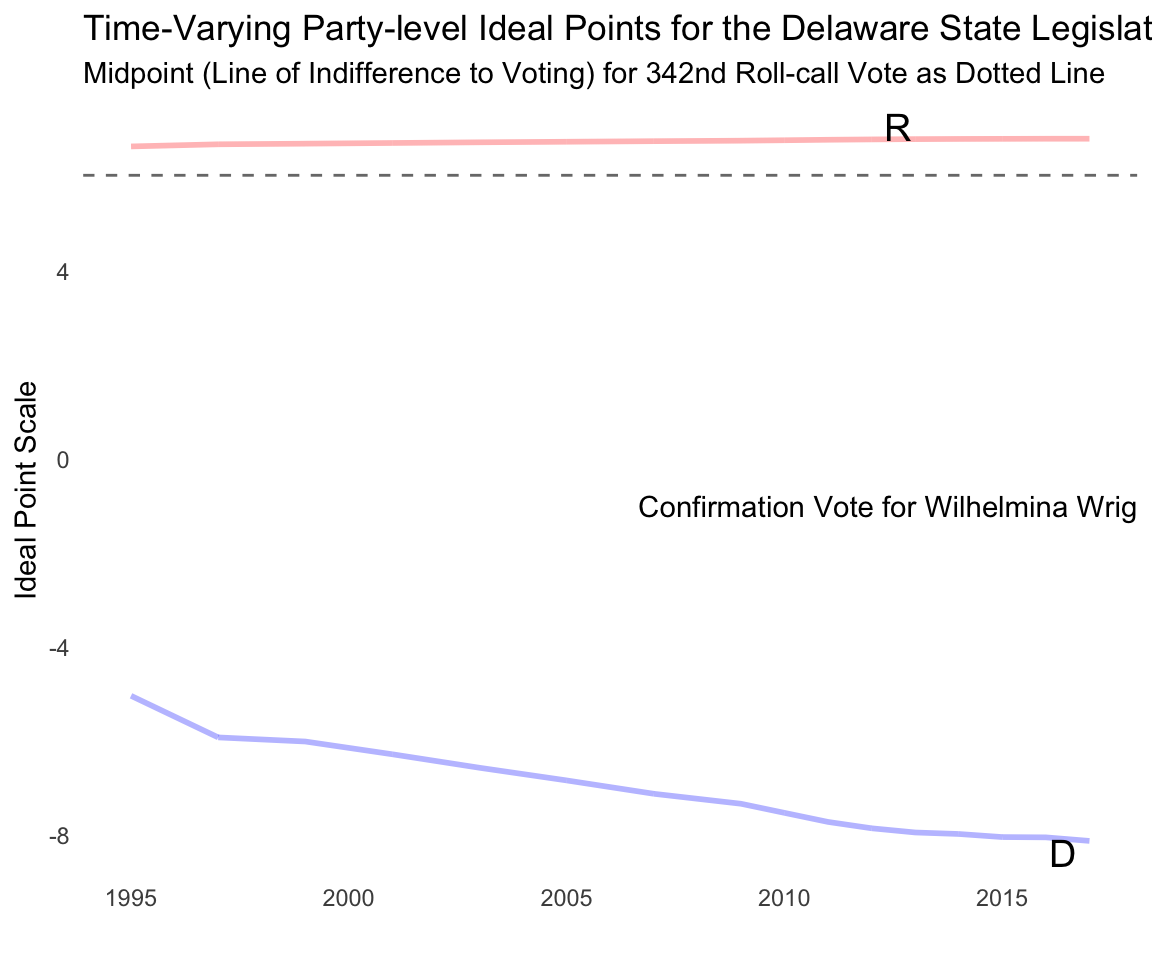 Time-Varying Party-level Ideal Points for the Delaware State Legislat
Midpoint (Line of Indifference to Voting) for 342nd Roll-call Vote as Dotted Line
R
4
Ideal Point Scale
0
Confirmation Vote for Wilhelmina Wrig
-4
-8
D
1995 2000 2005 2010 2015